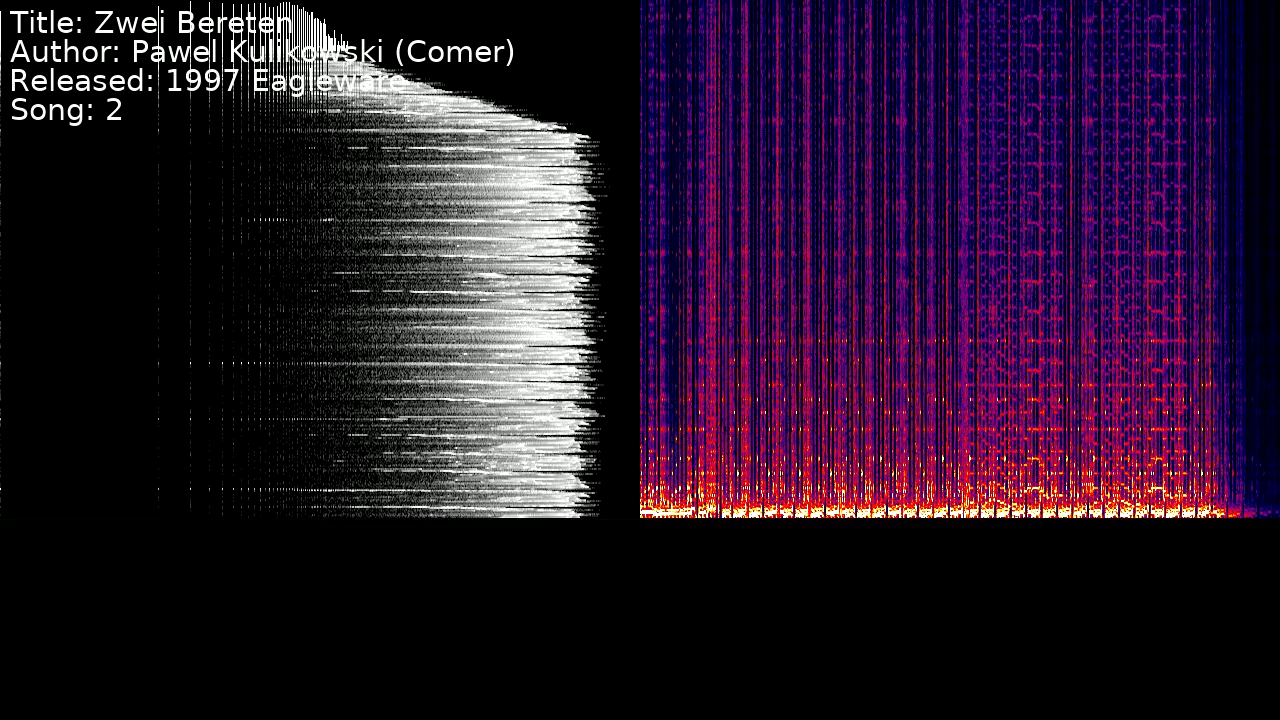 Title: Zwei Bereten
Author: Pawel Kulikowski (Comer)
Released: 1997 Eagleware
Song: 2